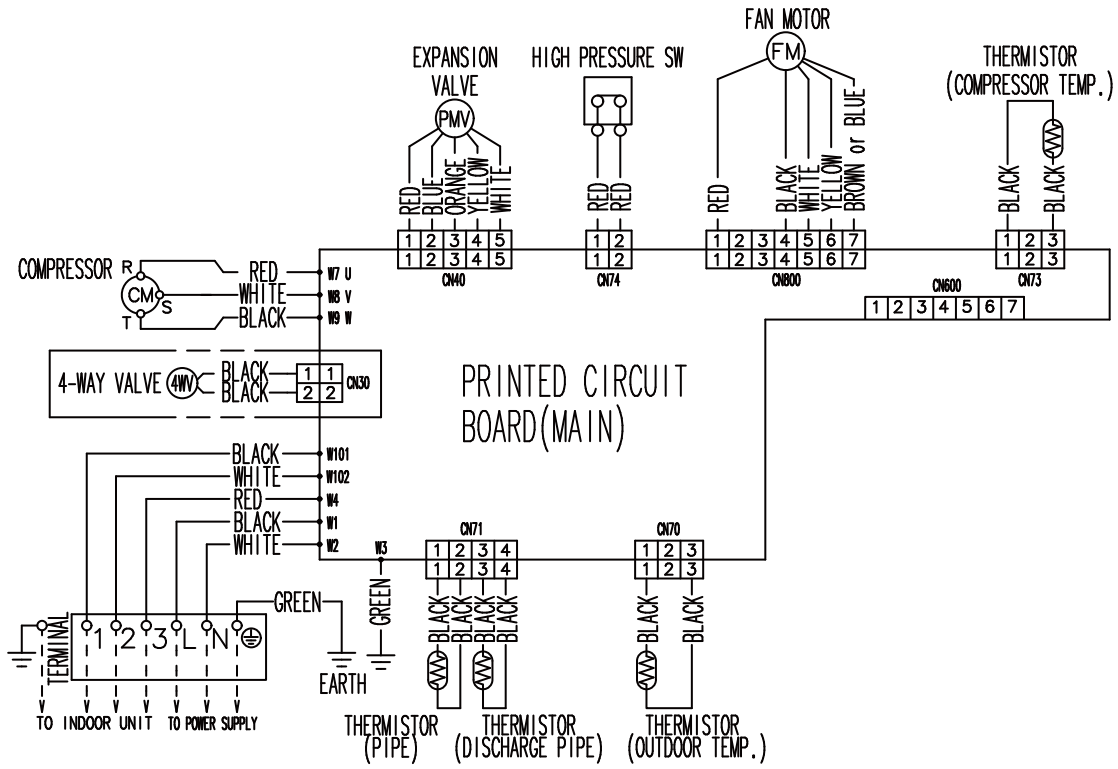 FAN MOTOR
FM
EXPANSION
VALVE
PMV
HIGH PRESSURE SW
THERMISTOR
(COMPRESSOR TEMP.)
RED
BLUE
ORANGE
YELLOW
WHITE
RED
RED
RED
BLACK
WHITE
YELLOW
BROWN or BLUE
BLACK
BLACK
1 2 3 4 5
1 2 3 4 5
CN40
1 2
1 2
CN74
1 2 3 4 5 6 7
1 2 3 4 5 6 7
CN800
1 2 3
1 2 3
CN73
CN600
1 2 3 4 5 6 7
COMPRESSOR
R
CM
S
T
RED
W7 U
WHITE
W8 V
BLACK
W9 W
4-WAY VALVE
4WV
BLACK
BLACK
1 1
2 2
CN30
PRINTED CIRCUIT
BOARD(MAIN)
BLACK
W101
WHITE
W102
RED
W4
BLACK
W1
WHITE
W2
W3
GREEN
CN71
1 2 3 4
1 2 3 4
BLACK
BLACK
BLACK
BLACK
CN70
1 2 3
1 2 3
BLACK
BLACK
GREEN
EARTH
TERMINAL
1 2 3 L N
TO INDOOR UNIT
TO POWER SUPPLY
THERMISTOR
(PIPE)
THERMISTOR
(DISCHARGE PIPE)
THERMISTOR
(OUTDOOR TEMP.)